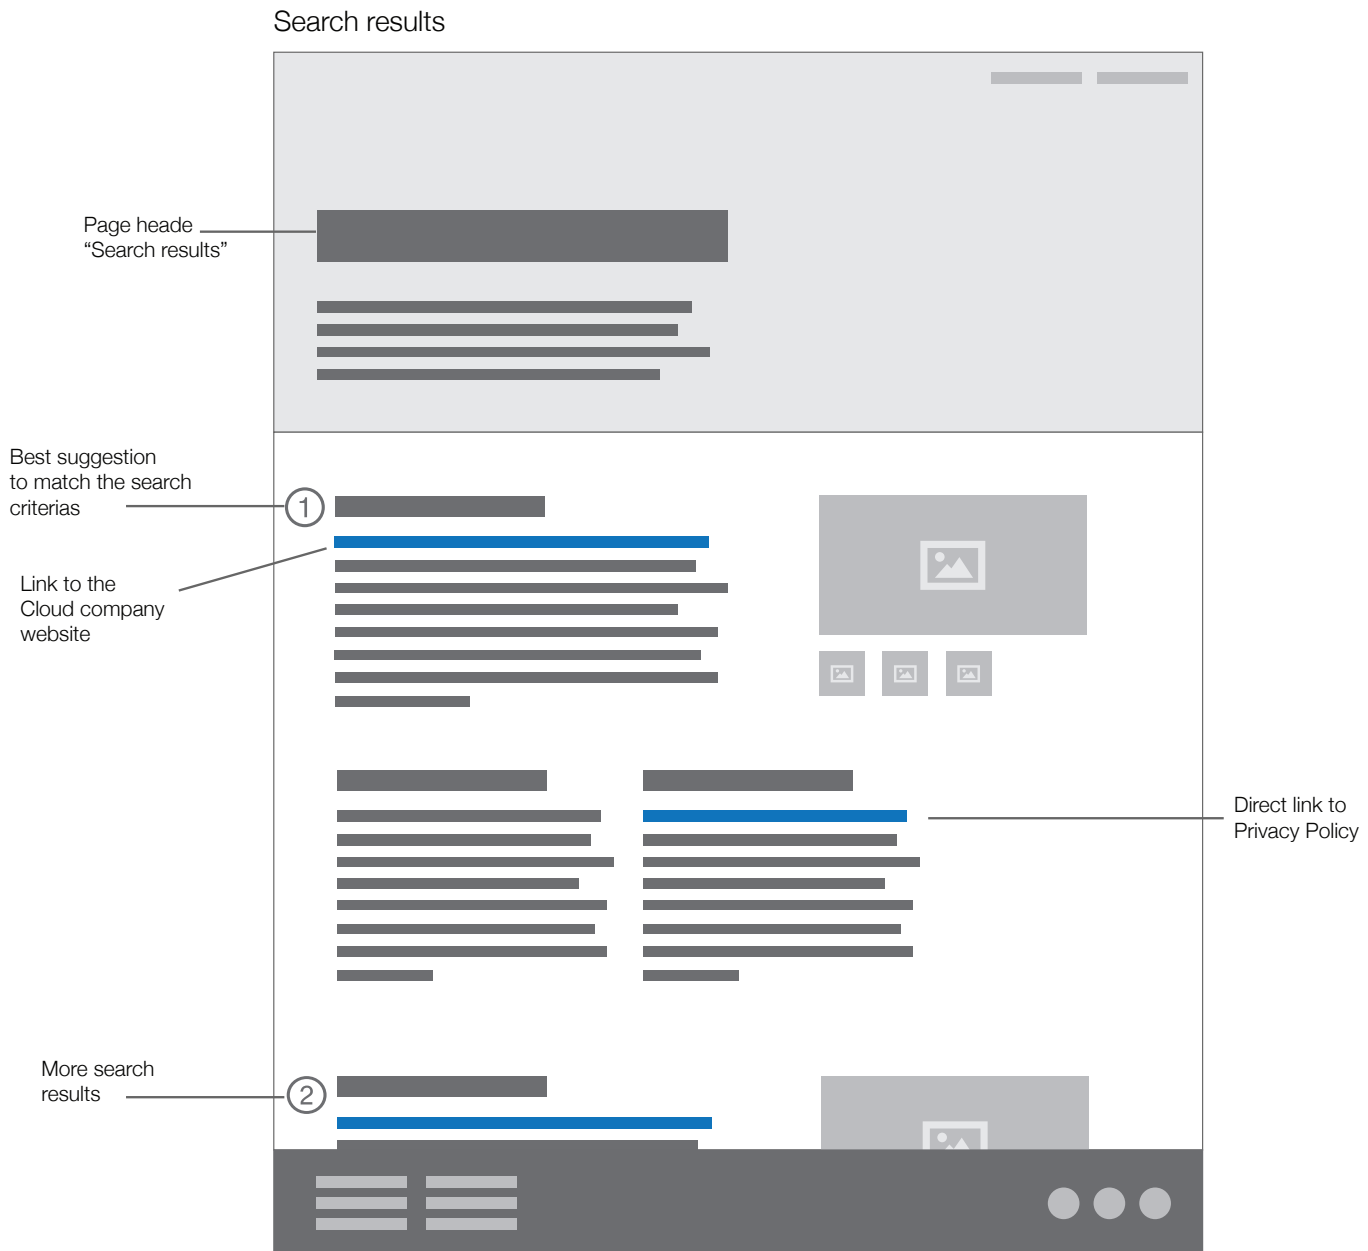 Search results
Page heade
“Search results”
Best suggestion
to match the search
criterias
1
Link to the
Cloud company
website
Direct link to
Privacy Policy
More search
results
2